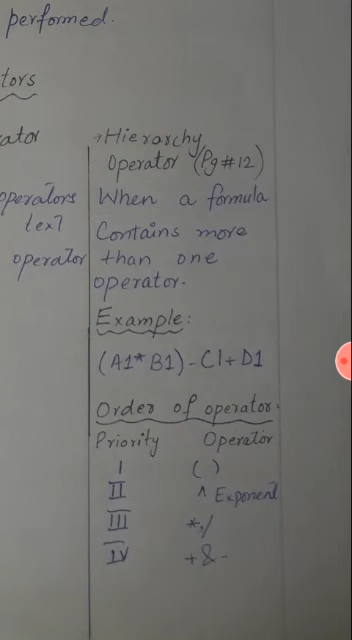 performed.
tors
ator
operators
text
operator
→Hierarchy
Operator (Pg#12)
When a formula
Contains more
than one
operator.
Example:
(A1*B1)-C1+D1
Order of operator:
Priority Operator
I ( )
II ^ Exponent
III *,/
IV +&-